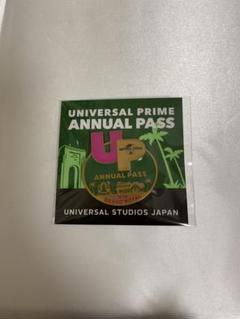 UNIVERSAL PRIME
ANNUAL PASS
UP
ANNUAL PASS
UNIVERSAL STUDIOS JAPAN